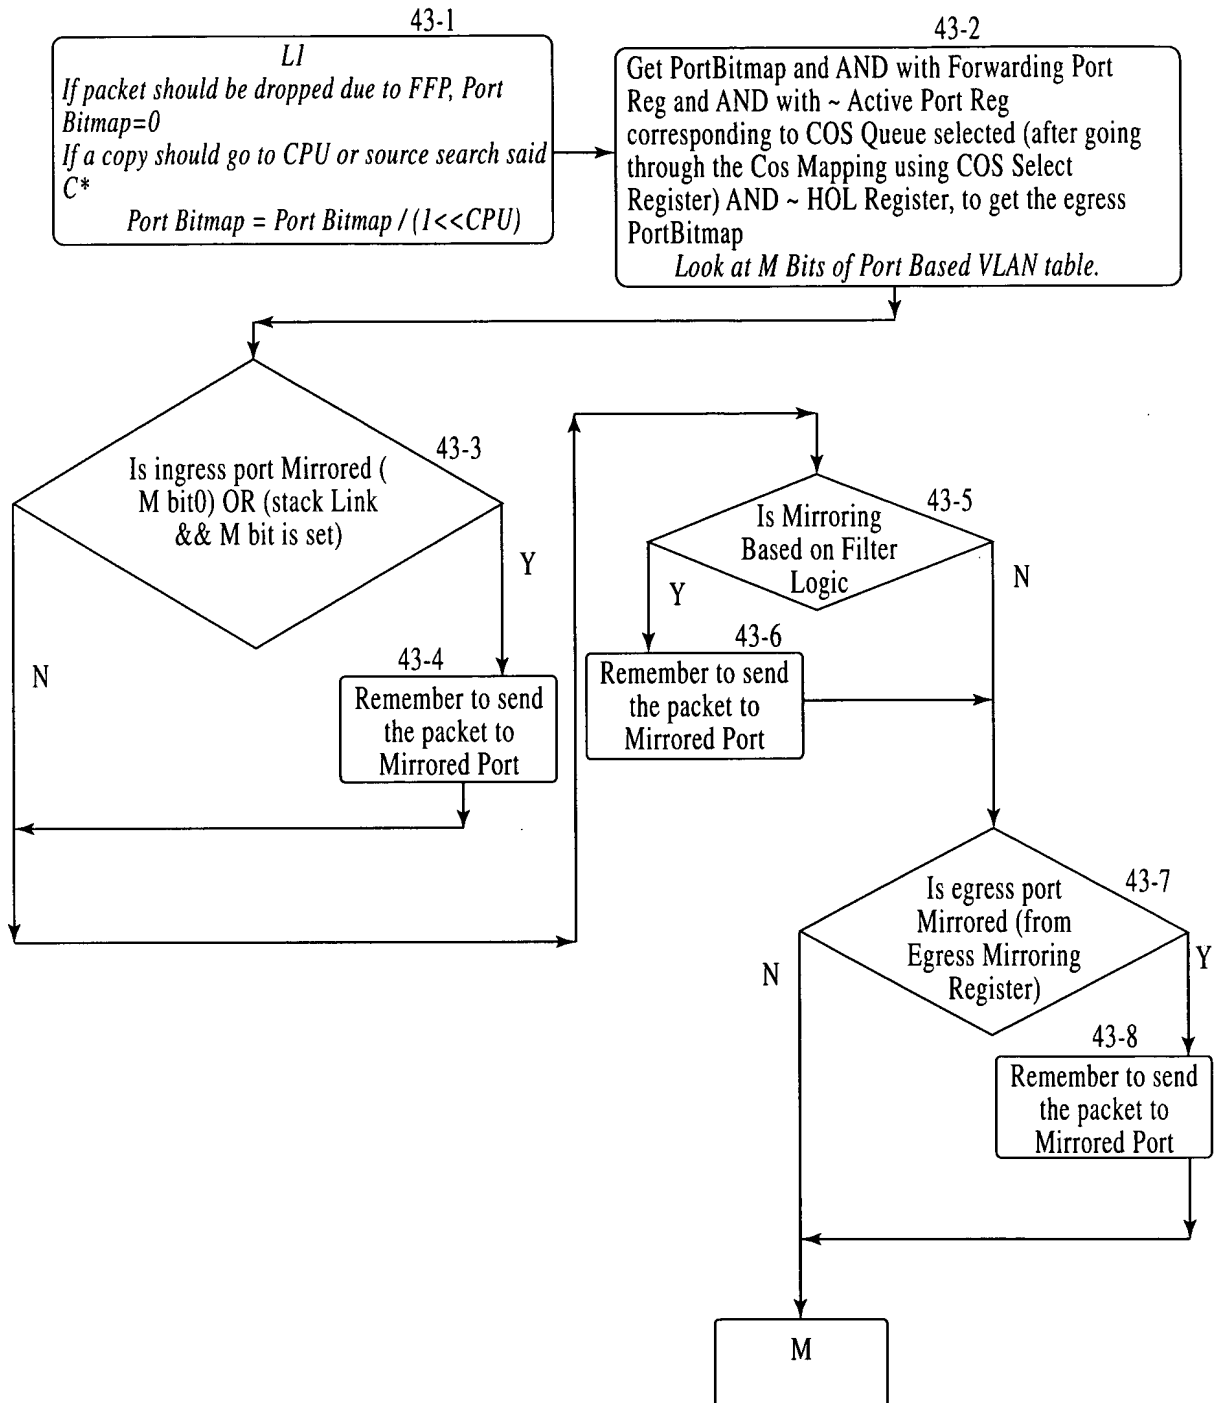 43-1
L1
If packet should be dropped due to FFP, Port
Bitmap=0
If a copy should go to CPU or source search said
C*
Port Bitmap = Port Bitmap / (1<<CPU)
43-2
Get PortBitmap and AND with Forwarding Port
Reg and AND with ~ Active Port Reg
corresponding to COS Queue selected (after going
through the Cos Mapping using COS Select
Register) AND ~ HOL Register, to get the egress
PortBitmap
Look at M Bits of Port Based VLAN table.
43-3
Is ingress port Mirrored (
M bit0) OR (stack Link
&& M bit is set)
Y
N
43-4
Remember to send
the packet to
Mirrored Port
43-5
Is Mirroring
Based on Filter
Logic
Y
N
43-6
Remember to send
the packet to
Mirrored Port
43-7
Is egress port
Mirrored (from
Egress Mirroring
Register)
N
Y
43-8
Remember to send
the packet to
Mirrored Port
M